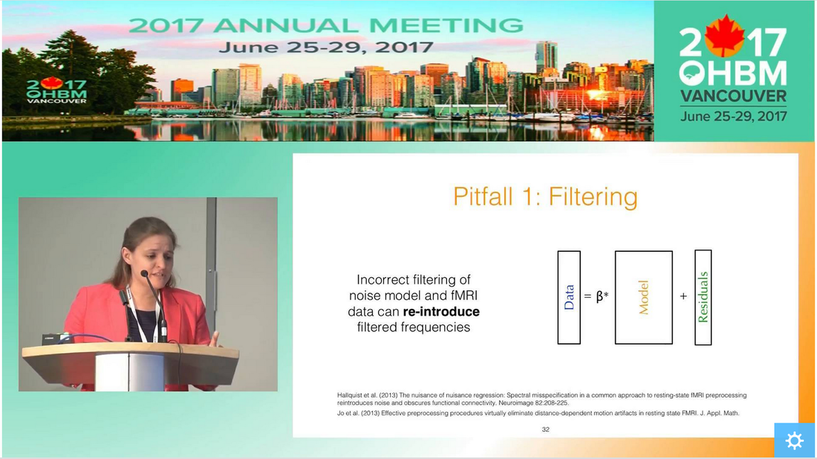 2017 ANNUAL MEETING
June 25-29, 2017
2017
OHBM
VANCOUVER
2017
OHBM
VANCOUVER
June 25-29, 2017
Pitfall 1: Filtering
Incorrect filtering of
noise model and fMRI
data can re-introduce
filtered frequencies
Data = β* Model + Residuals
Hallquist et al. (2013) The nuisance of nuisance regression: Spectral misspecification in a common approach to resting-state fMRI preprocessing
reintroduces noise and obscures functional connectivity. Neuroimage 82:208-225.
Jo et al. (2013) Effective preprocessing procedures virtually eliminate distance-dependent motion artifacts in resting state FMRI. J. Appl. Math.
32